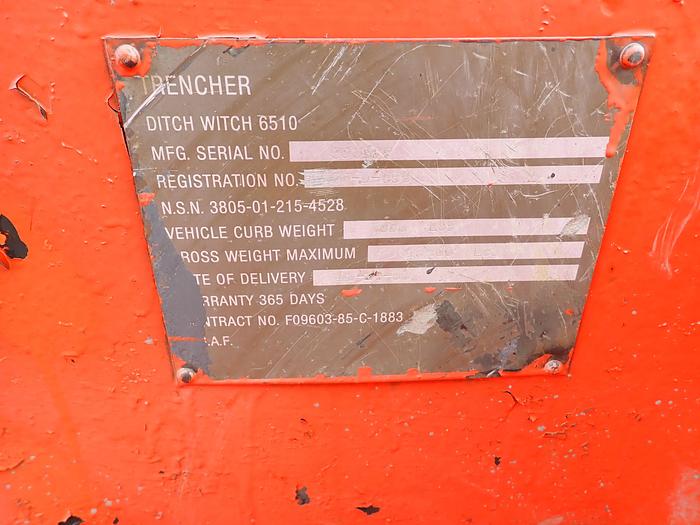 TRENCHER
DITCH WITCH 6510
MFG. SERIAL NO.
REGISTRATION NO.
N.S.N. 3805-01-215-4528
VEHICLE CURB WEIGHT
ROSS WEIGHT MAXIMUM
TE OF DELIVERY
RRANTY 365 DAYS
NTRACT NO. F09603-85-C-1883
.A.F.